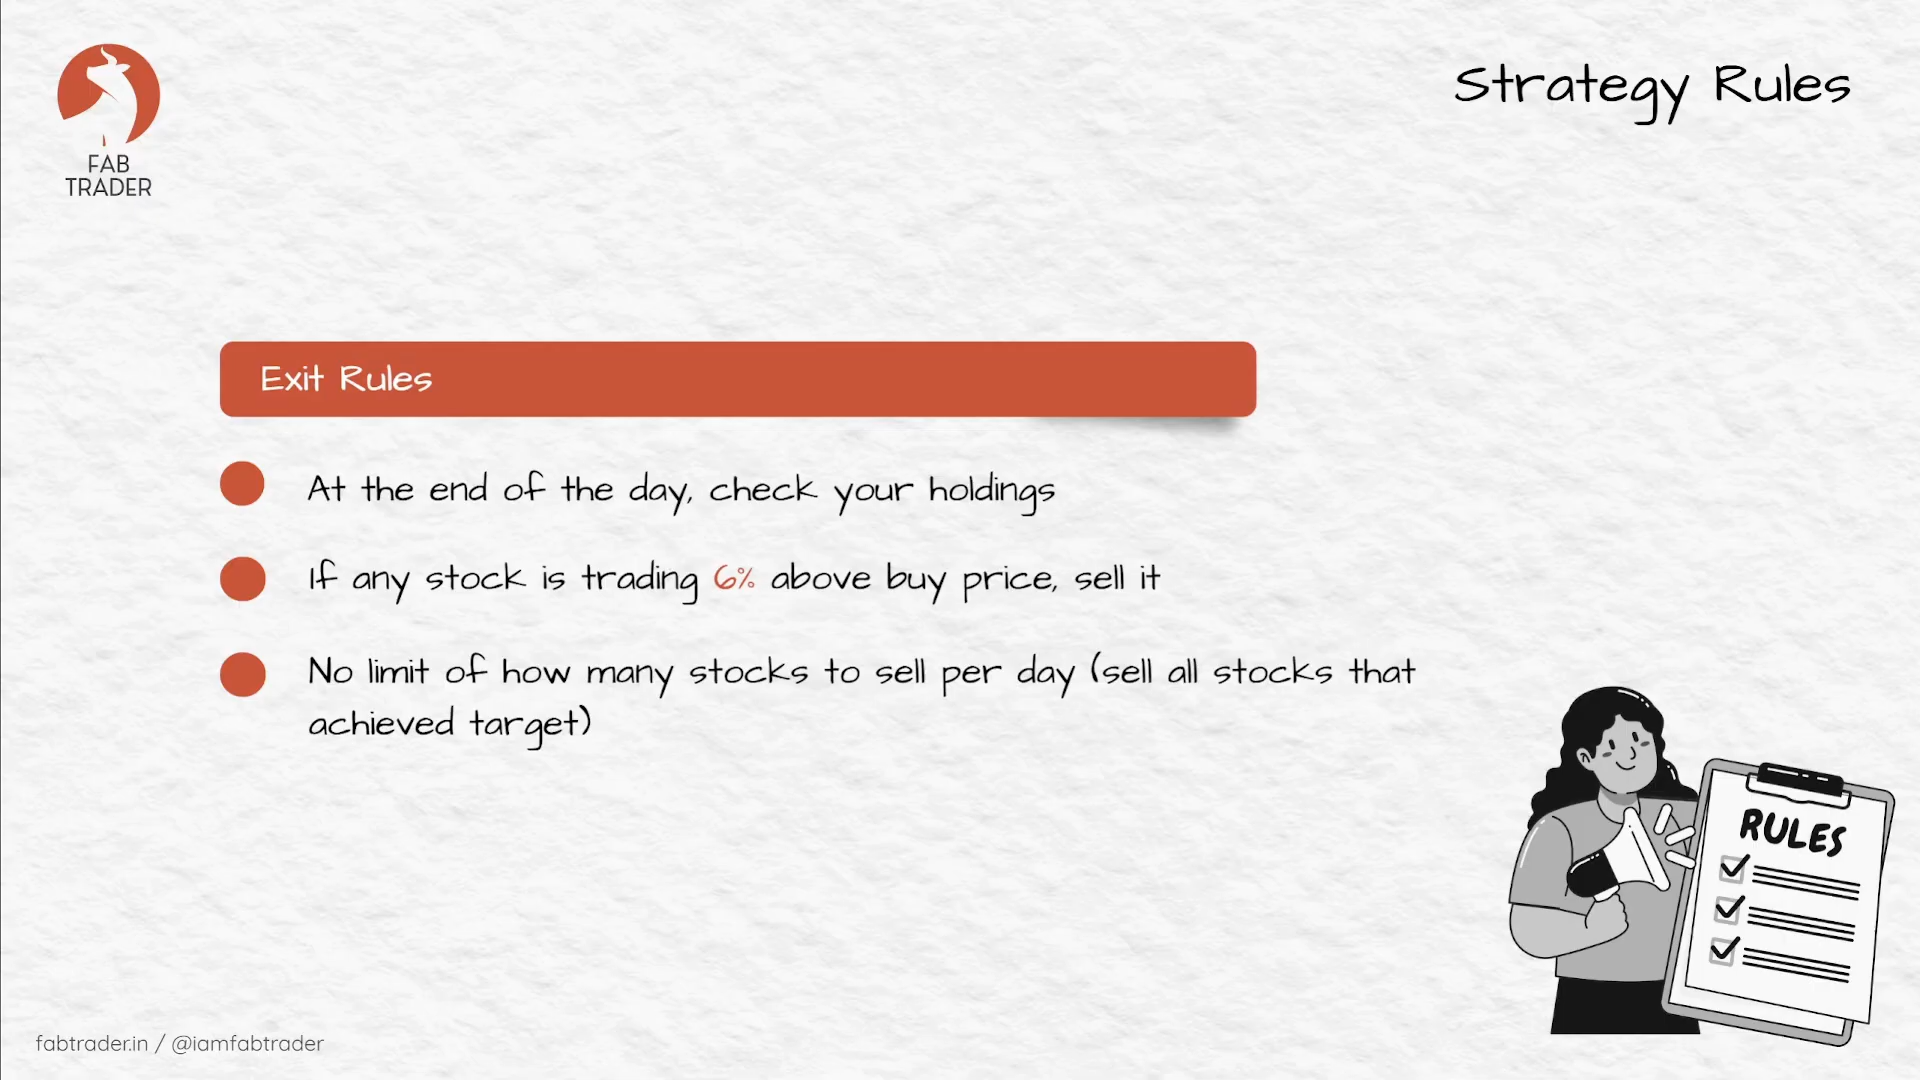 FAB
TRADER
Strategy Rules
Exit Rules
At the end of the day, check your holdings
If any stock is trading 6% above buy price, sell it
No limit of how many stocks to sell per day (sell all stocks that
achieved target)
RULES
fabtrader.in / @iamfabtrader